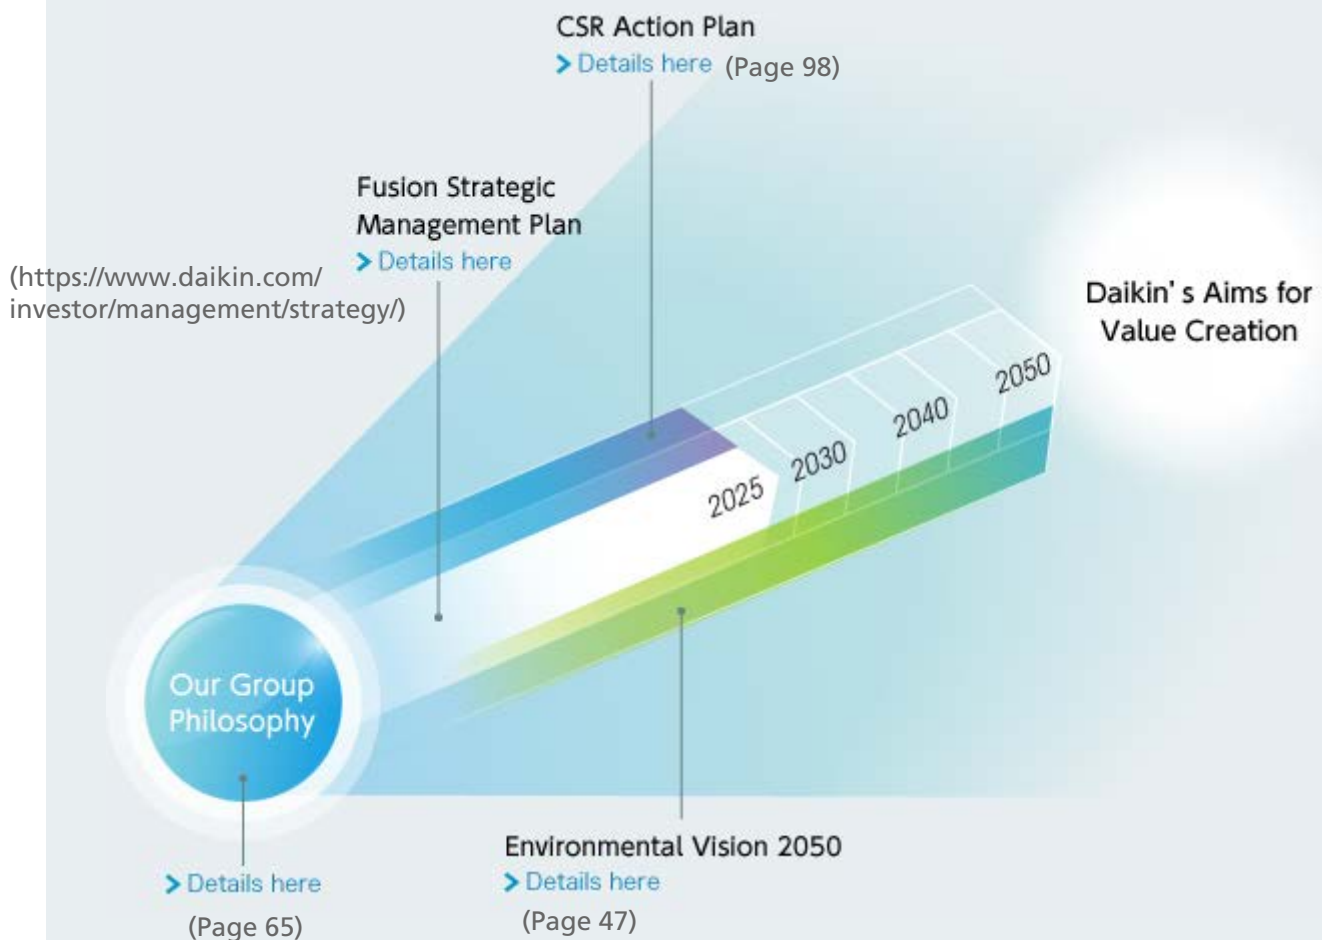 CSR Action Plan
> Details here (Page 98)
Fusion Strategic
Management Plan
> Details here
(https://www.daikin.com/
investor/management/strategy/)
Daikin's Aims for
Value Creation
2050
2040
2030
2025
Our Group
Philosophy
> Details here
(Page 65)
Environmental Vision 2050
> Details here
(Page 47)